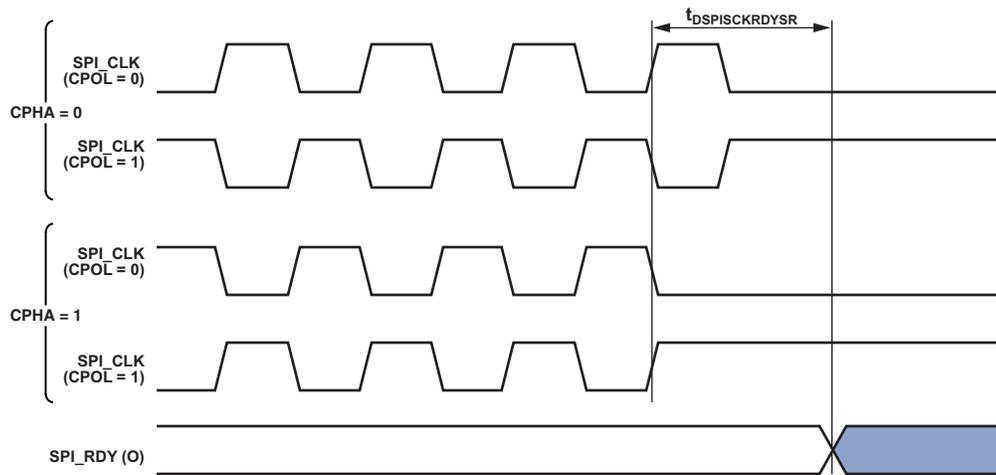 tDSPISCKRDYSR
SPI_CLK
(CPOL = 0)
CPHA = 0
SPI_CLK
(CPOL = 1)
SPI_CLK
(CPOL = 0)
CPHA = 1
SPI_CLK
(CPOL = 1)
SPI_RDY (O)